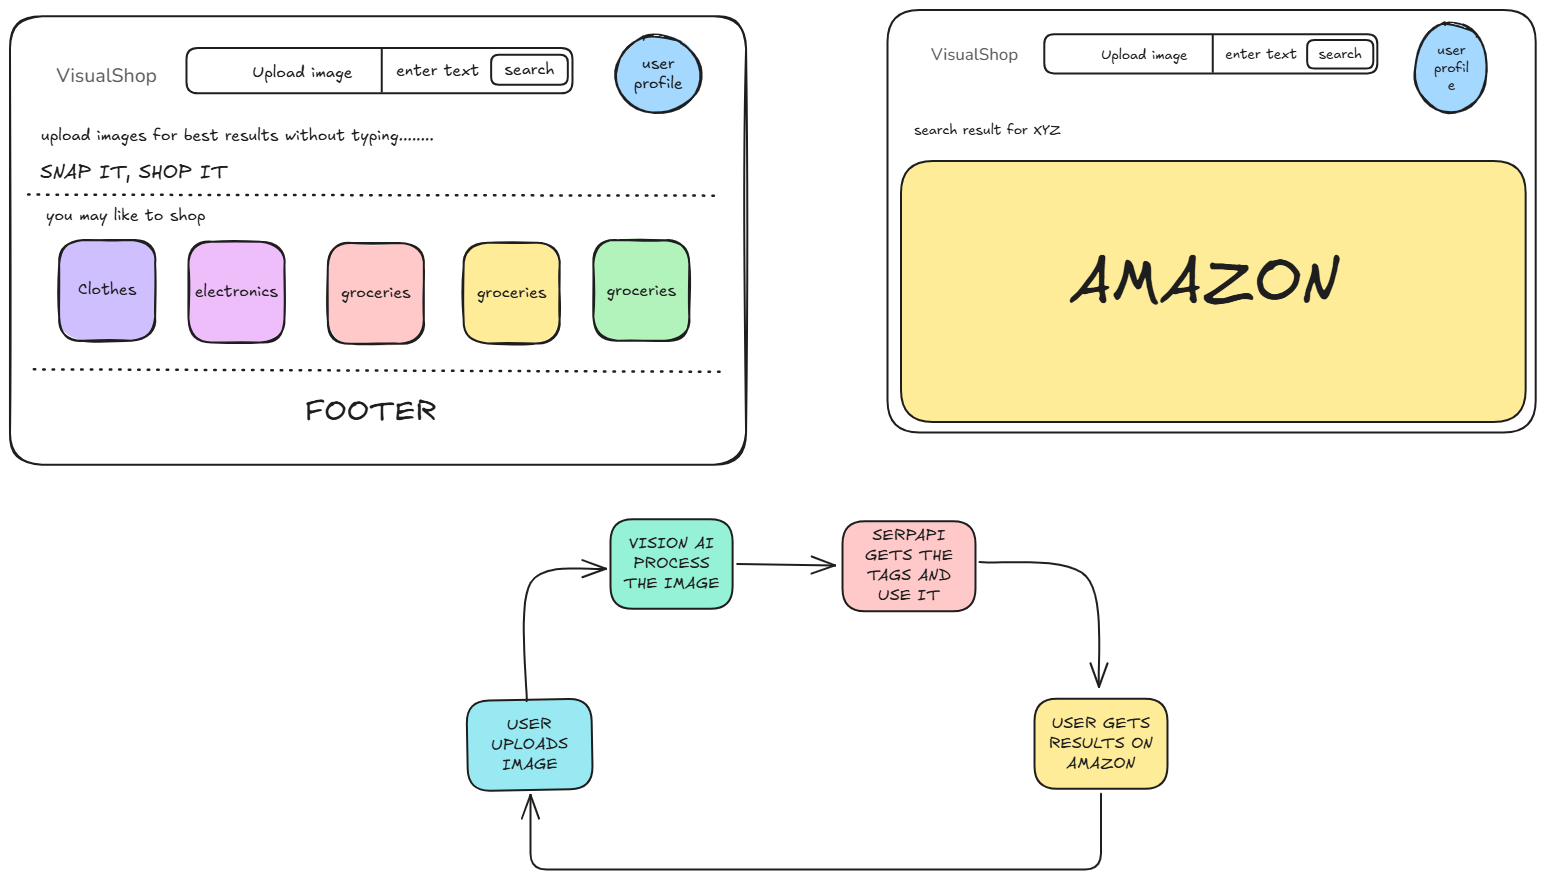 VisualShop
Upload image
enter text
search
user
profile
upload images for best results without typing........
SNAP IT, SHOP IT
you may like to shop
Clothes
electronics
groceries
groceries
groceries
FOOTER
VisualShop
Upload image
enter text
search
user
profil
e
search result for XYZ
AMAZON
VISION AI
PROCESS
THE IMAGE
SERPAPI
GETS THE
TAGS AND
USE IT
USER
UPLOADS
IMAGE
USER GETS
RESULTS ON
AMAZON